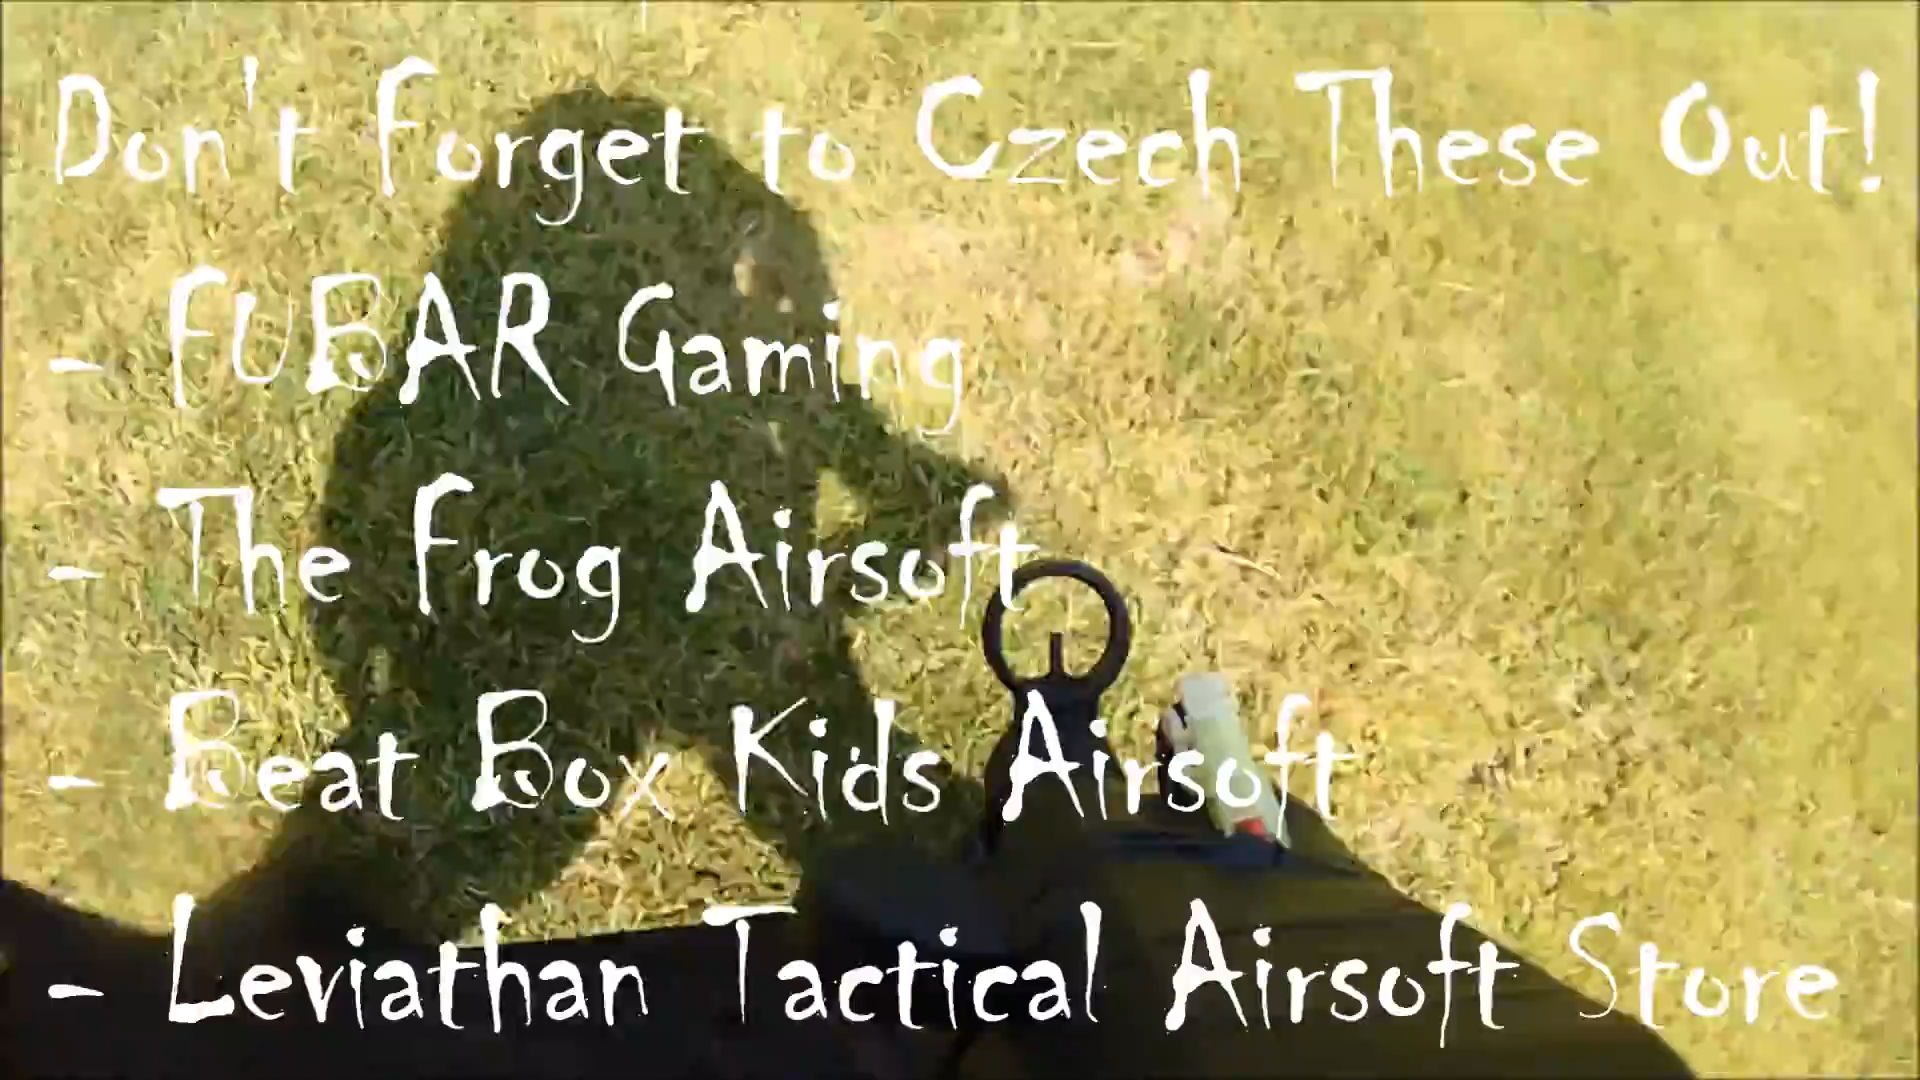 Don't Forget to Czech These Out!
- FUBAR Gaming
- The Frog Airsoft
- Beat Box Kids Airsoft
- Leviathan Tactical Airsoft Store